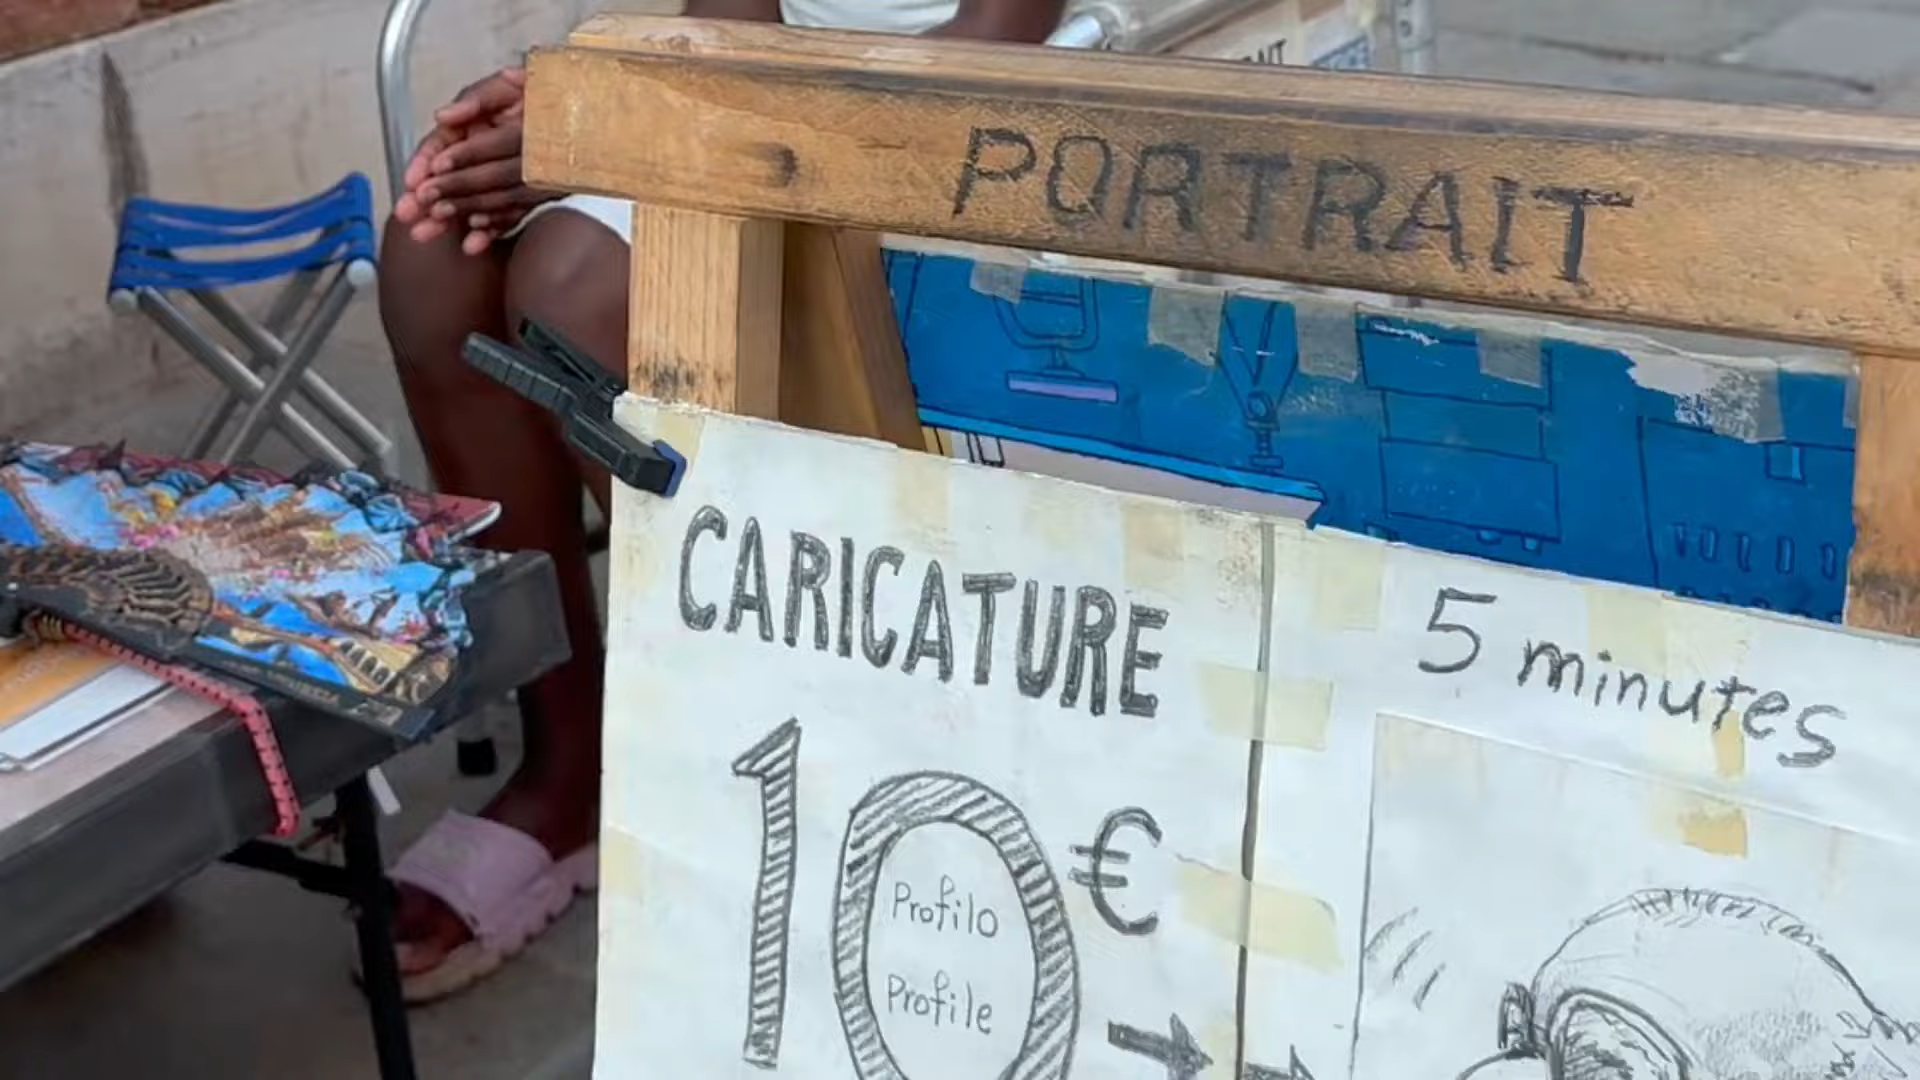 PORTRAIT
CARICATURE
10 €
Profilo
Profile
5 minutes